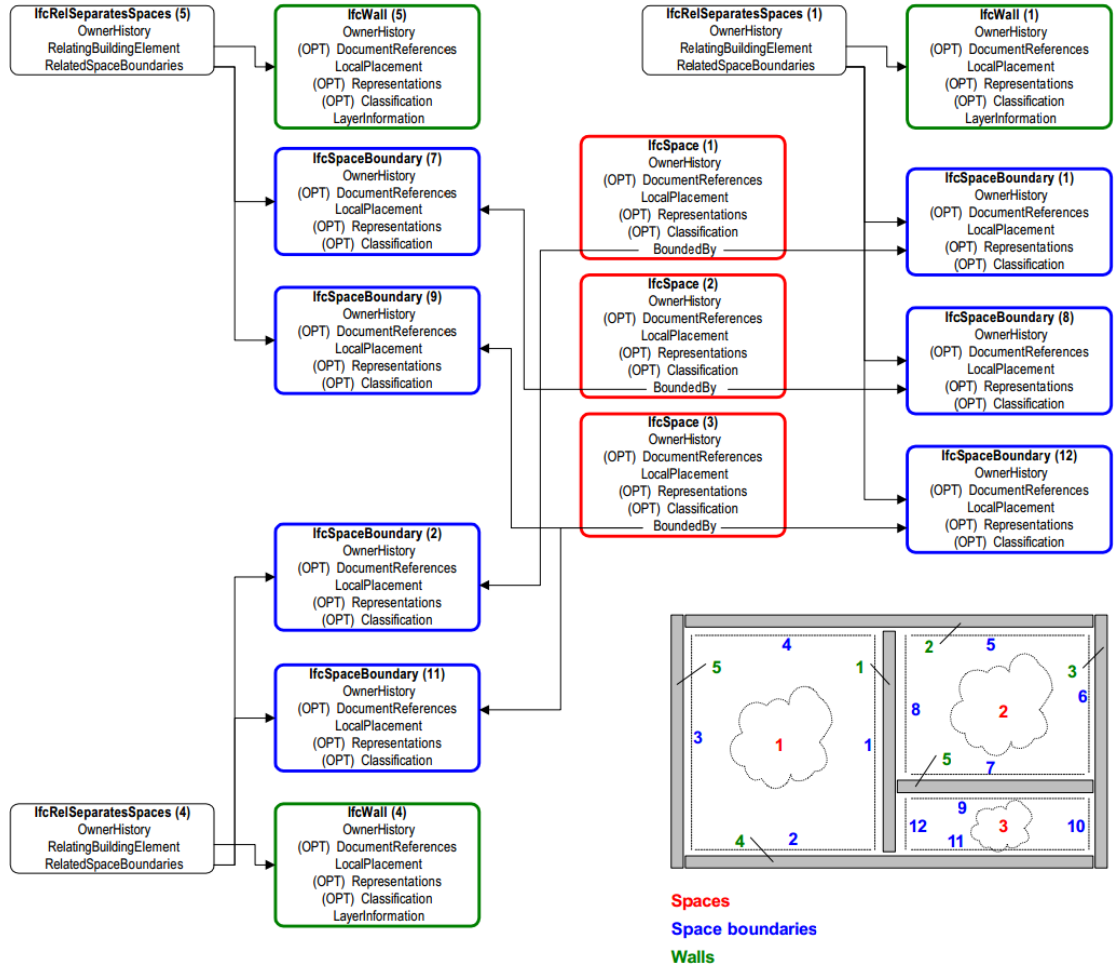 IfcRelSeparatesSpaces (5)
OwnerHistory
RelatingBuildingElement
RelatedSpaceBoundaries
IfcWall (5)
OwnerHistory
(OPT) DocumentReferences
LocalPlacement
(OPT) Representations
(OPT) Classification
LayerInformation
IfcSpaceBoundary (7)
OwnerHistory
(OPT) DocumentReferences
LocalPlacement
(OPT) Representations
(OPT) Classification
IfcSpaceBoundary (9)
OwnerHistory
(OPT) DocumentReferences
LocalPlacement
(OPT) Representations
(OPT) Classification
IfcSpaceBoundary (2)
OwnerHistory
(OPT) DocumentReferences
LocalPlacement
(OPT) Representations
(OPT) Classification
IfcSpaceBoundary (11)
OwnerHistory
(OPT) DocumentReferences
LocalPlacement
(OPT) Representations
(OPT) Classification
IfcRelSeparatesSpaces (4)
OwnerHistory
RelatingBuildingElement
RelatedSpaceBoundaries
IfcWall (4)
OwnerHistory
(OPT) DocumentReferences
LocalPlacement
(OPT) Representations
(OPT) Classification
LayerInformation
IfcSpace (1)
OwnerHistory
(OPT) DocumentReferences
LocalPlacement
(OPT) Representations
(OPT) Classification
BoundedBy
IfcSpace (2)
OwnerHistory
(OPT) DocumentReferences
LocalPlacement
(OPT) Representations
(OPT) Classification
BoundedBy
IfcSpace (3)
OwnerHistory
(OPT) DocumentReferences
LocalPlacement
(OPT) Representations
(OPT) Classification
BoundedBy
IfcRelSeparatesSpaces (1)
OwnerHistory
RelatingBuildingElement
RelatedSpaceBoundaries
IfcWall (1)
OwnerHistory
(OPT) DocumentReferences
LocalPlacement
(OPT) Representations
(OPT) Classification
LayerInformation
IfcSpaceBoundary (1)
OwnerHistory
(OPT) DocumentReferences
LocalPlacement
(OPT) Representations
(OPT) Classification
IfcSpaceBoundary (8)
OwnerHistory
(OPT) DocumentReferences
LocalPlacement
(OPT) Representations
(OPT) Classification
IfcSpaceBoundary (12)
OwnerHistory
(OPT) DocumentReferences
LocalPlacement
(OPT) Representations
(OPT) Classification
4
2
5
5
1
3
6
8
2
3
1
1
5
7
9
12
3
10
4
2
11
Spaces
Space boundaries
Walls